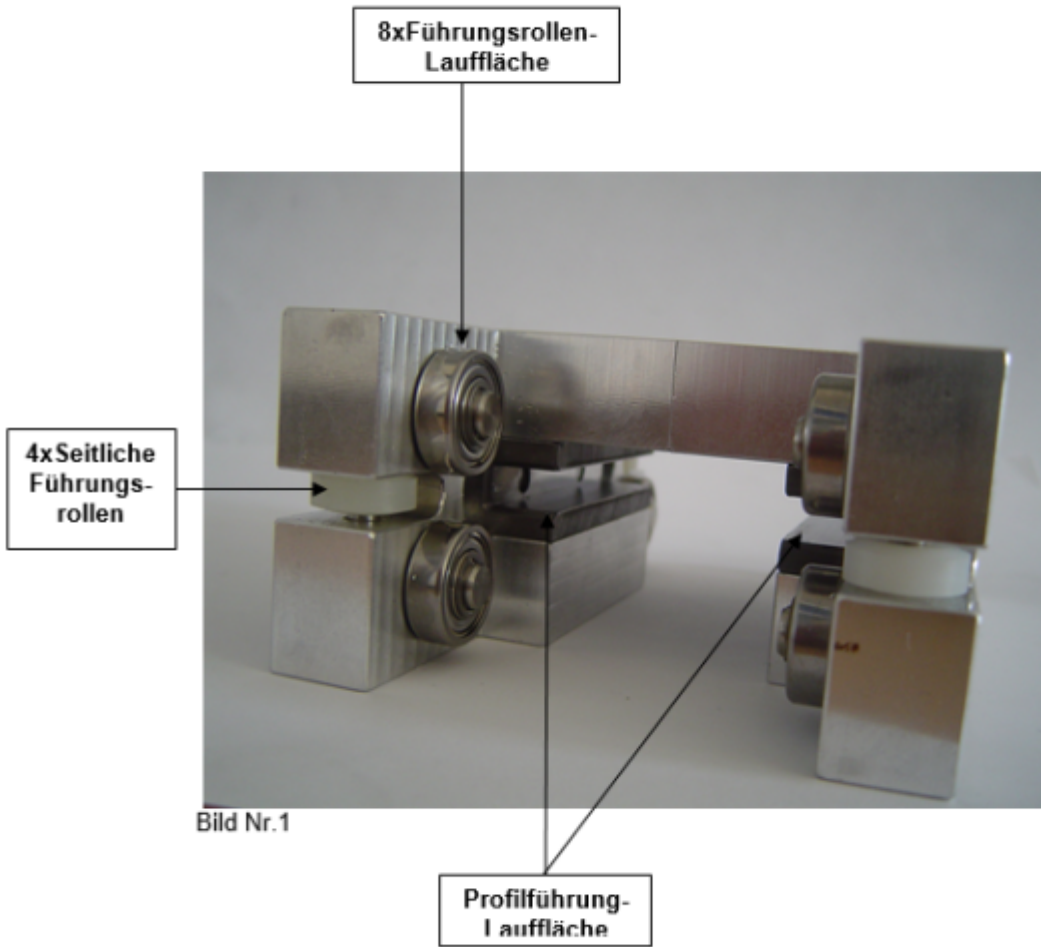 8xFührungsrollen-
Lauffläche
4xSeitliche
Führungs-
rollen
Bild Nr.1
Profilführung-
Lauffläche